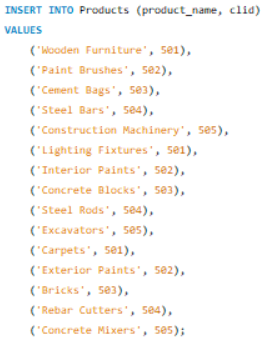 INSERT INTO Products (product_name, clid)
VALUES
('Wooden Furniture', 501),
('Paint Brushes', 502),
('Cement Bags', 503),
('Steel Bars', 504),
('Construction Machinery', 505),
('Lighting Fixtures', 501),
('Interior Paints', 502),
('Concrete Blocks', 503),
('Steel Rods', 504),
('Excavators', 505),
('Carpets', 501),
('Exterior Paints', 502),
('Bricks', 503),
('Rebar Cutters', 504),
('Concrete Mixers', 505);